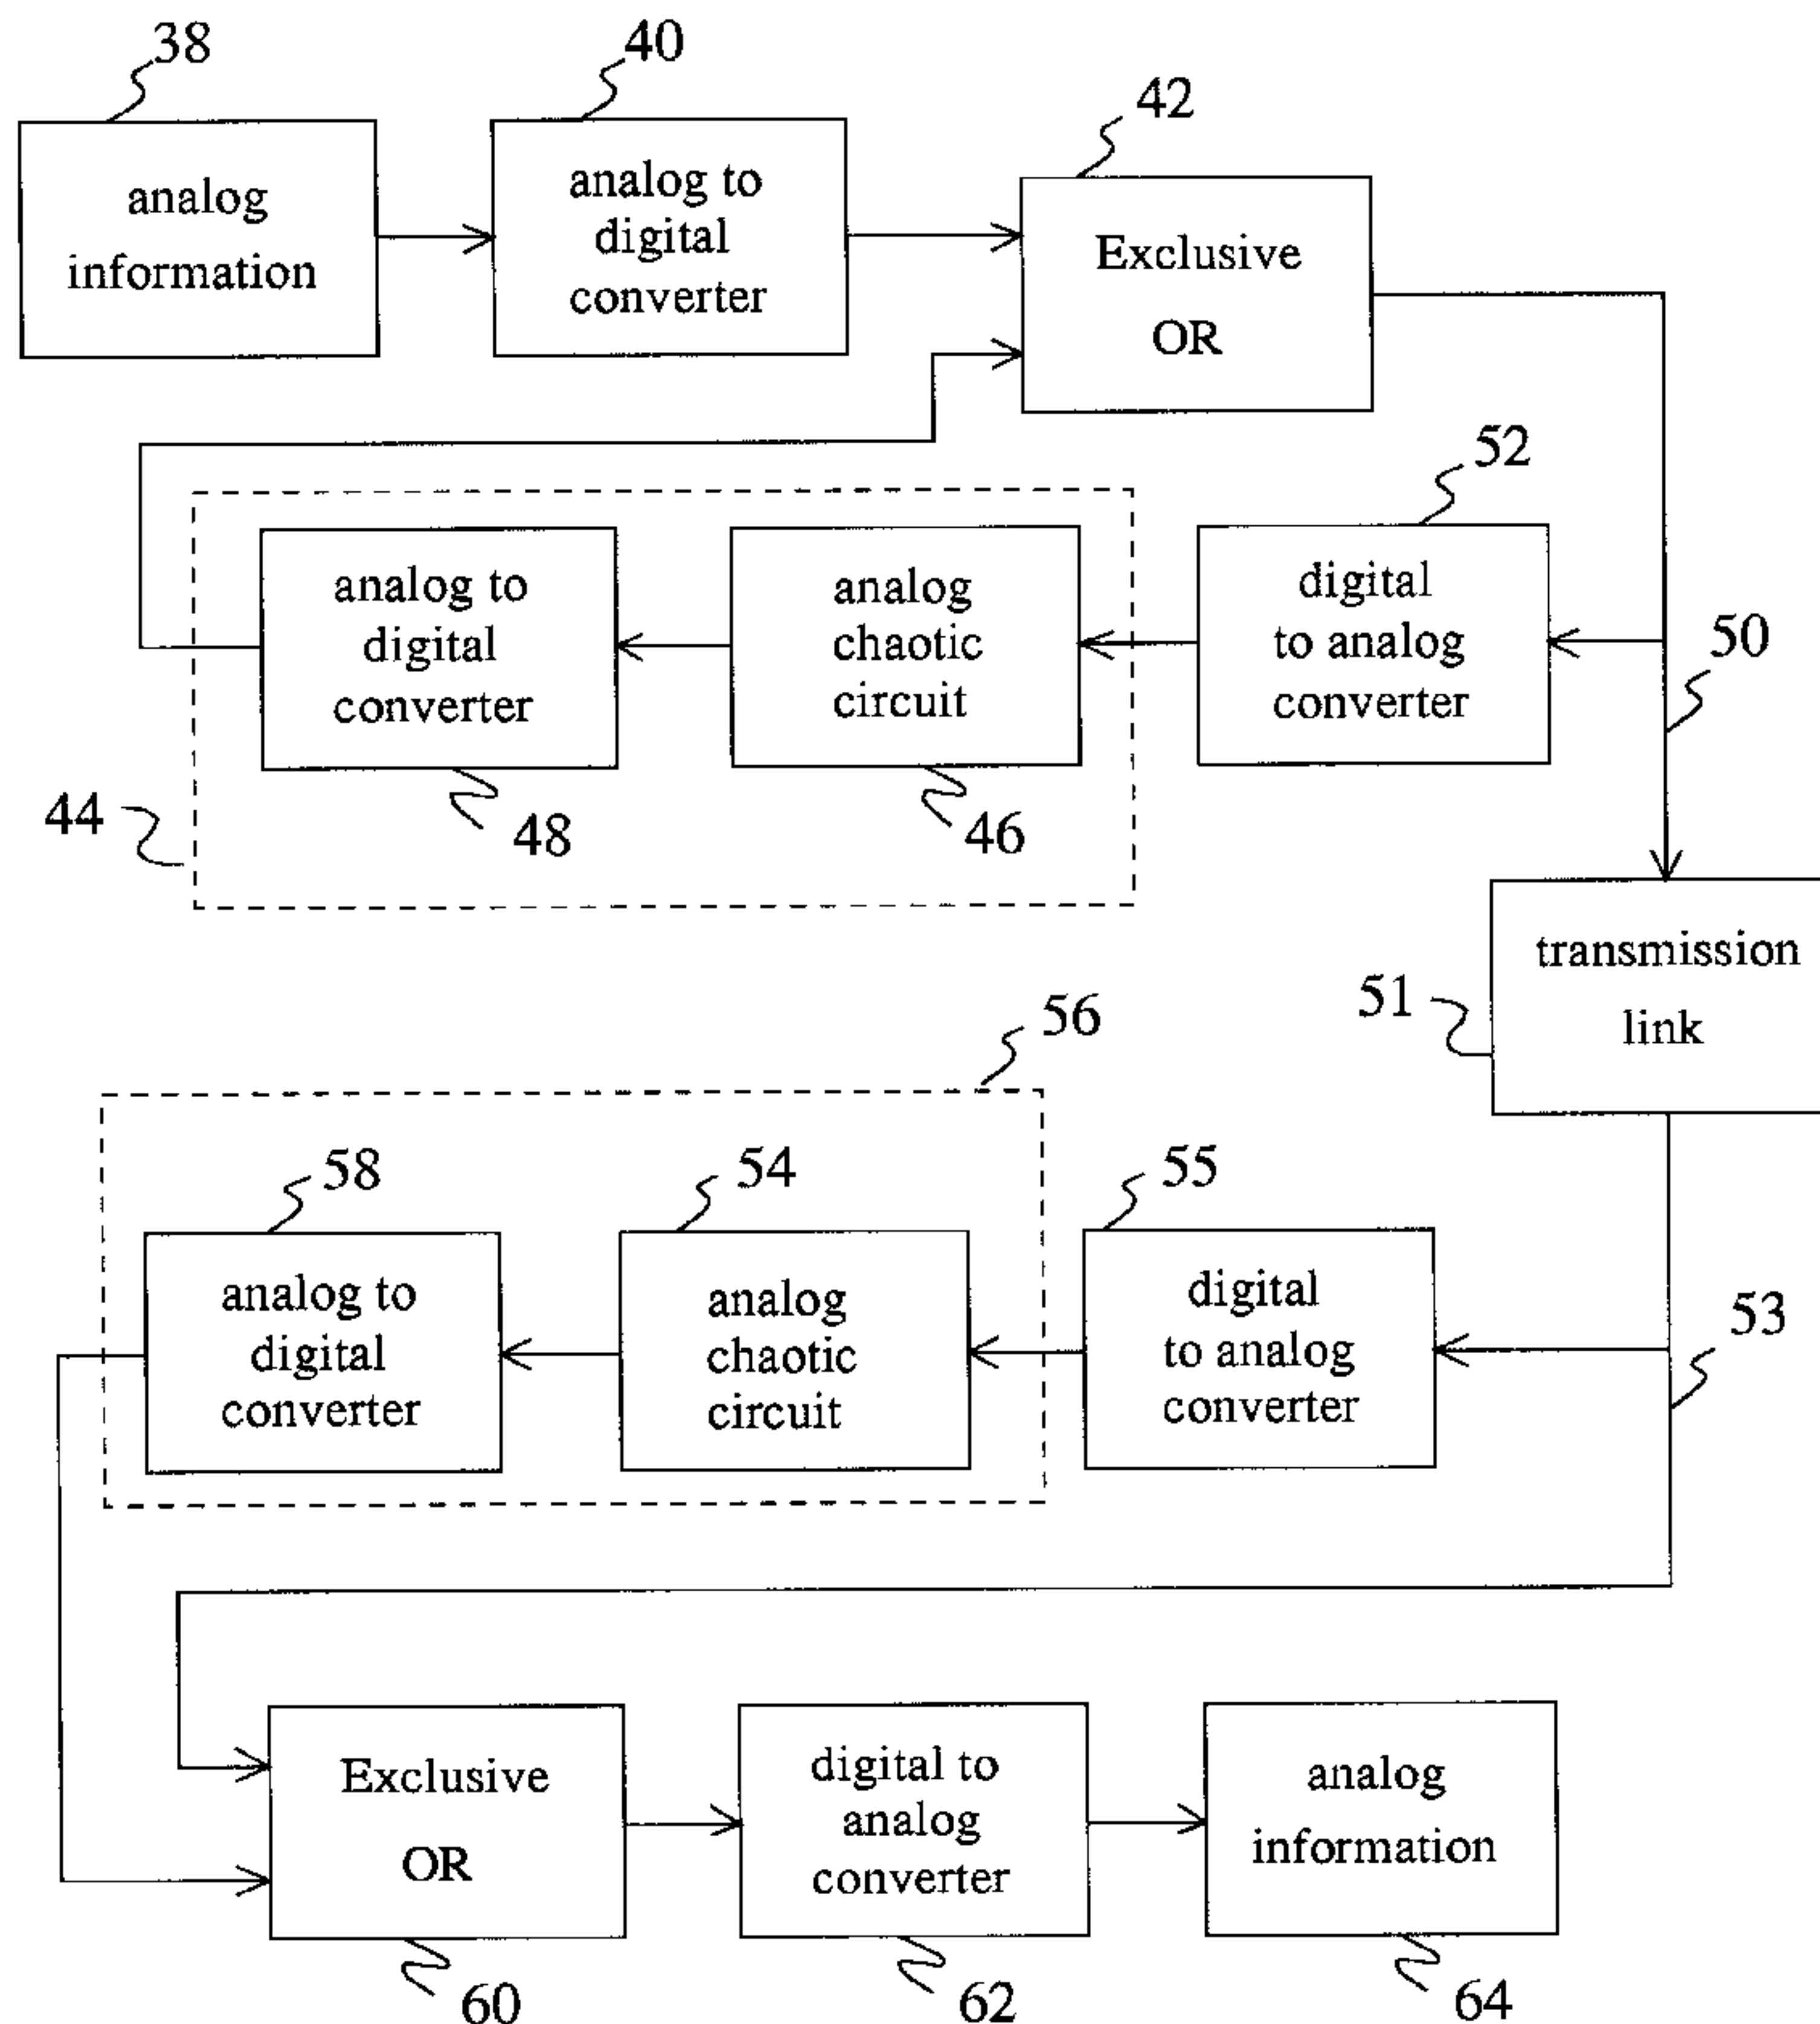 38
40
42
analog
information
analog to
digital
converter
Exclusive
OR
52
analog to
digital
converter
analog
chaotic
circuit
digital
to analog
converter
50
44
48
46
transmission
link
51
56
58
54
55
analog to
digital
converter
analog
chaotic
circuit
digital
to analog
converter
53
Exclusive
OR
digital to
analog
converter
analog
information
60
62
64